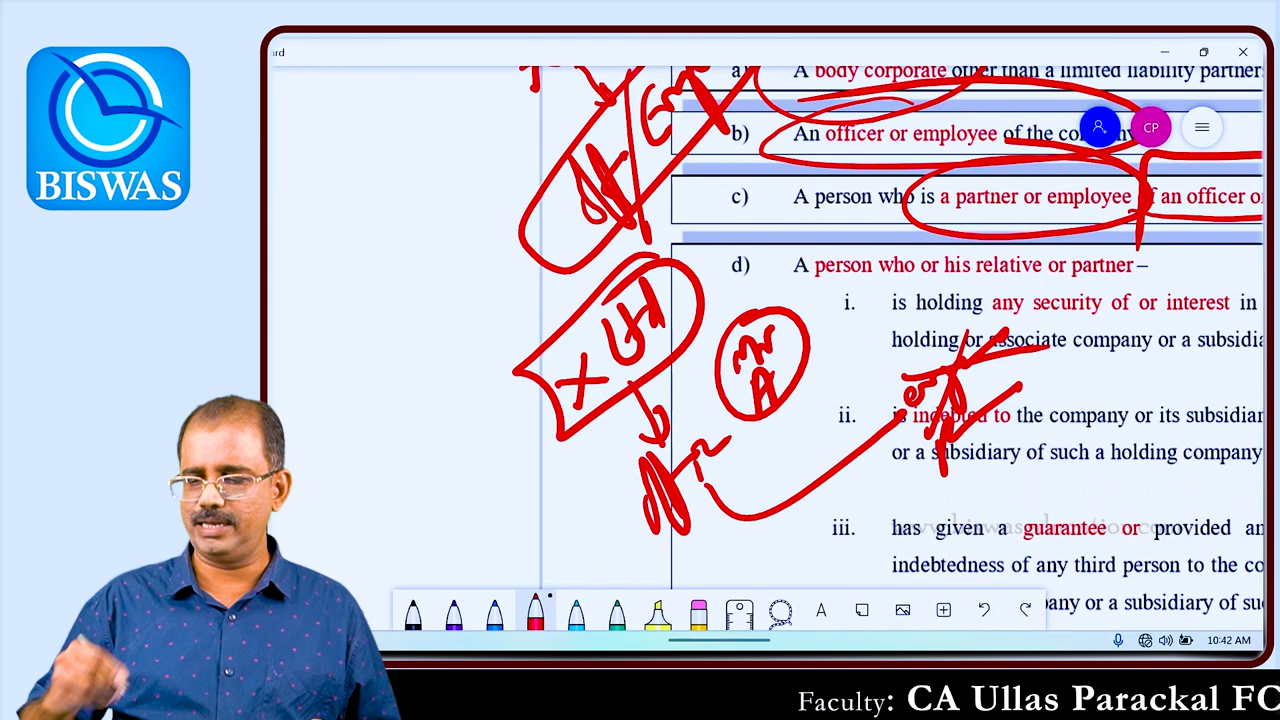 BISWAS
ard
a) A body corporate other than a limited liability partner
b) An officer or employee of the company
CP
c) A person who is a partner or employee of an officer o
d) A person who or his relative or partner –
i. is holding any security of or interest in
holding or associate company or a subsidia
X Ltd
Mr
A
ii. is indebted to the company or its subsidiar
or a subsidiary of such a holding company
iii. has given a guarantee or provided an
indebtedness of any third person to the co
pany or a subsidiary of su
10:42 AM
Faculty: CA Ullas Parackal FC